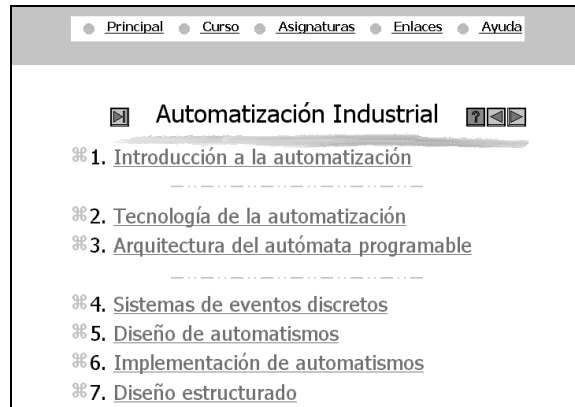 Principal Curso Asignaturas Enlaces Ayuda
Automatización Industrial ?
⌘1. Introducción a la automatización
⌘2. Tecnología de la automatización
⌘3. Arquitectura del autómata programable
⌘4. Sistemas de eventos discretos
⌘5. Diseño de automatismos
⌘6. Implementación de automatismos
⌘7. Diseño estructurado